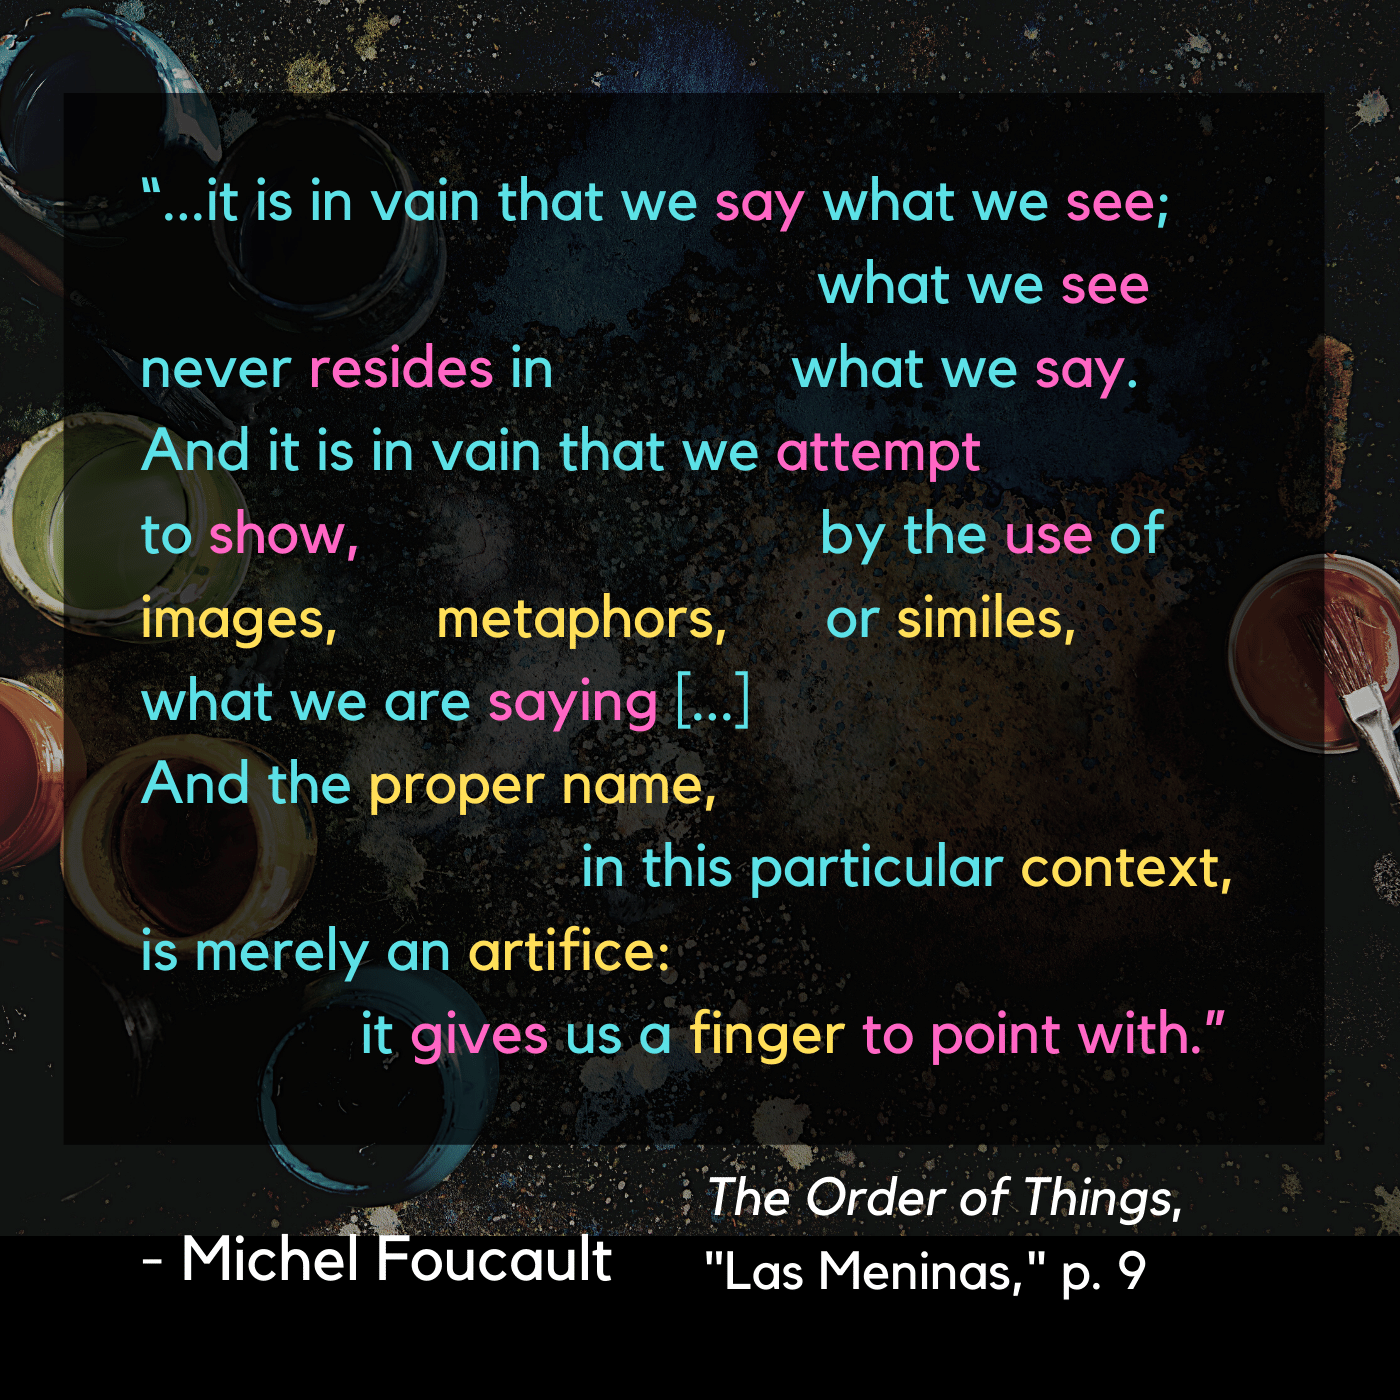 “...it is in vain that we say what we see;
what we see
never resides in what we say.
And it is in vain that we attempt
to show, by the use of
images, metaphors, or similes,
what we are saying [...]
And the proper name,
in this particular context,
is merely an artifice:
it gives us a finger to point with.”
- Michel Foucault
The Order of Things,
"Las Meninas," p. 9